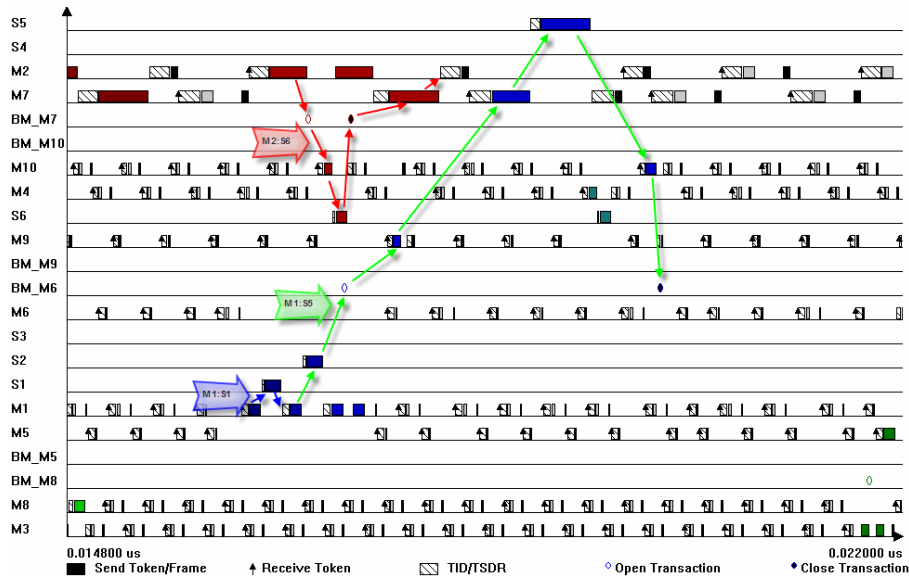 S5
S4
M2
M7
BM_M7
M2:S6
BM_M10
M10
M4
S6
M9
BM_M9
BM_M6
M1:S5
M6
S3
S2
S1
M1:S1
M1
M5
BM_M5
BM_M8
M8
M3
0.014800 us 0.022000 us
Send Token/Frame Receive Token TID/TSDR Open Transaction Close Transaction